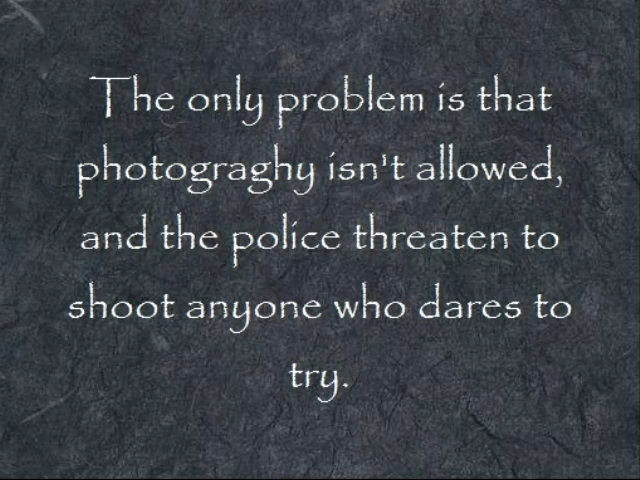 The only problem is that
photograghy isn't allowed,
and the police threaten to
shoot anyone who dares to
try.